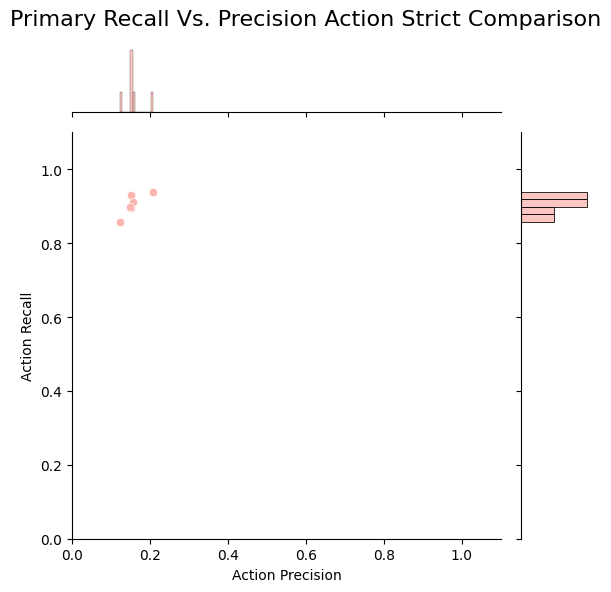 Primary Recall Vs. Precision Action Strict Comparison
1.0
0.8
0.6
0.4
0.2
0.0
Action Recall
0.0 0.2 0.4 0.6 0.8 1.0
Action Precision